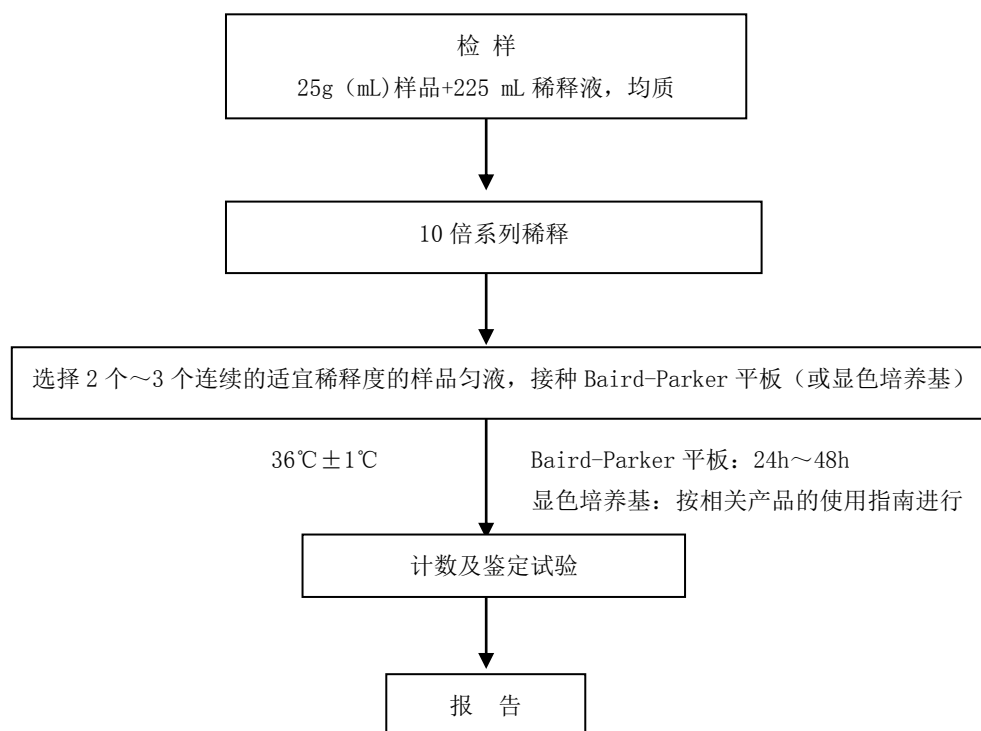 检 样
25g（mL)样品+225 mL 稀释液，均质
10 倍系列稀释
选择 2 个～3 个连续的适宜稀释度的样品匀液，接种 Baird-Parker 平板（或显色培养基）
36℃±1℃
Baird-Parker 平板：24h～48h
显色培养基：按相关产品的使用指南进行
计数及鉴定试验
报 告